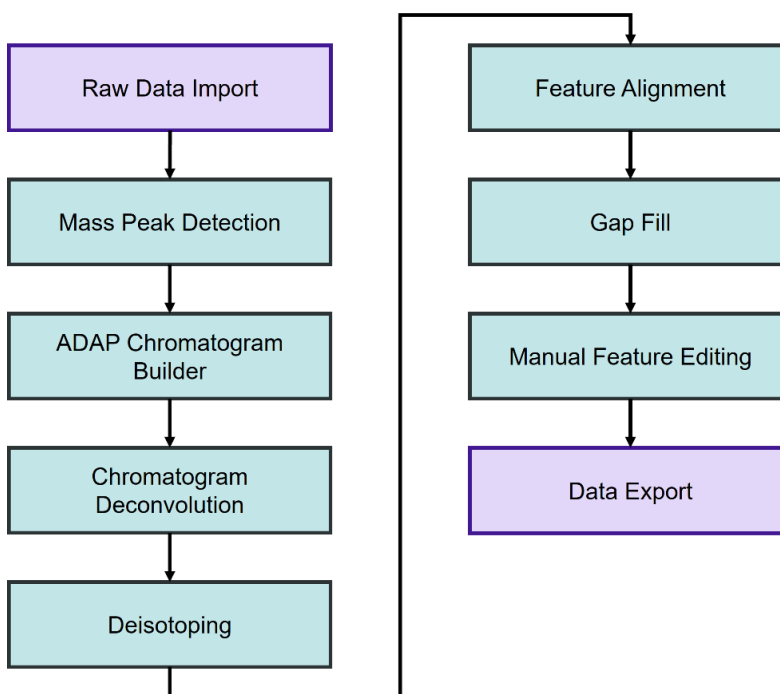 Raw Data Import
Mass Peak Detection
ADAP Chromatogram
Builder
Chromatogram
Deconvolution
Deisotoping
Feature Alignment
Gap Fill
Manual Feature Editing
Data Export